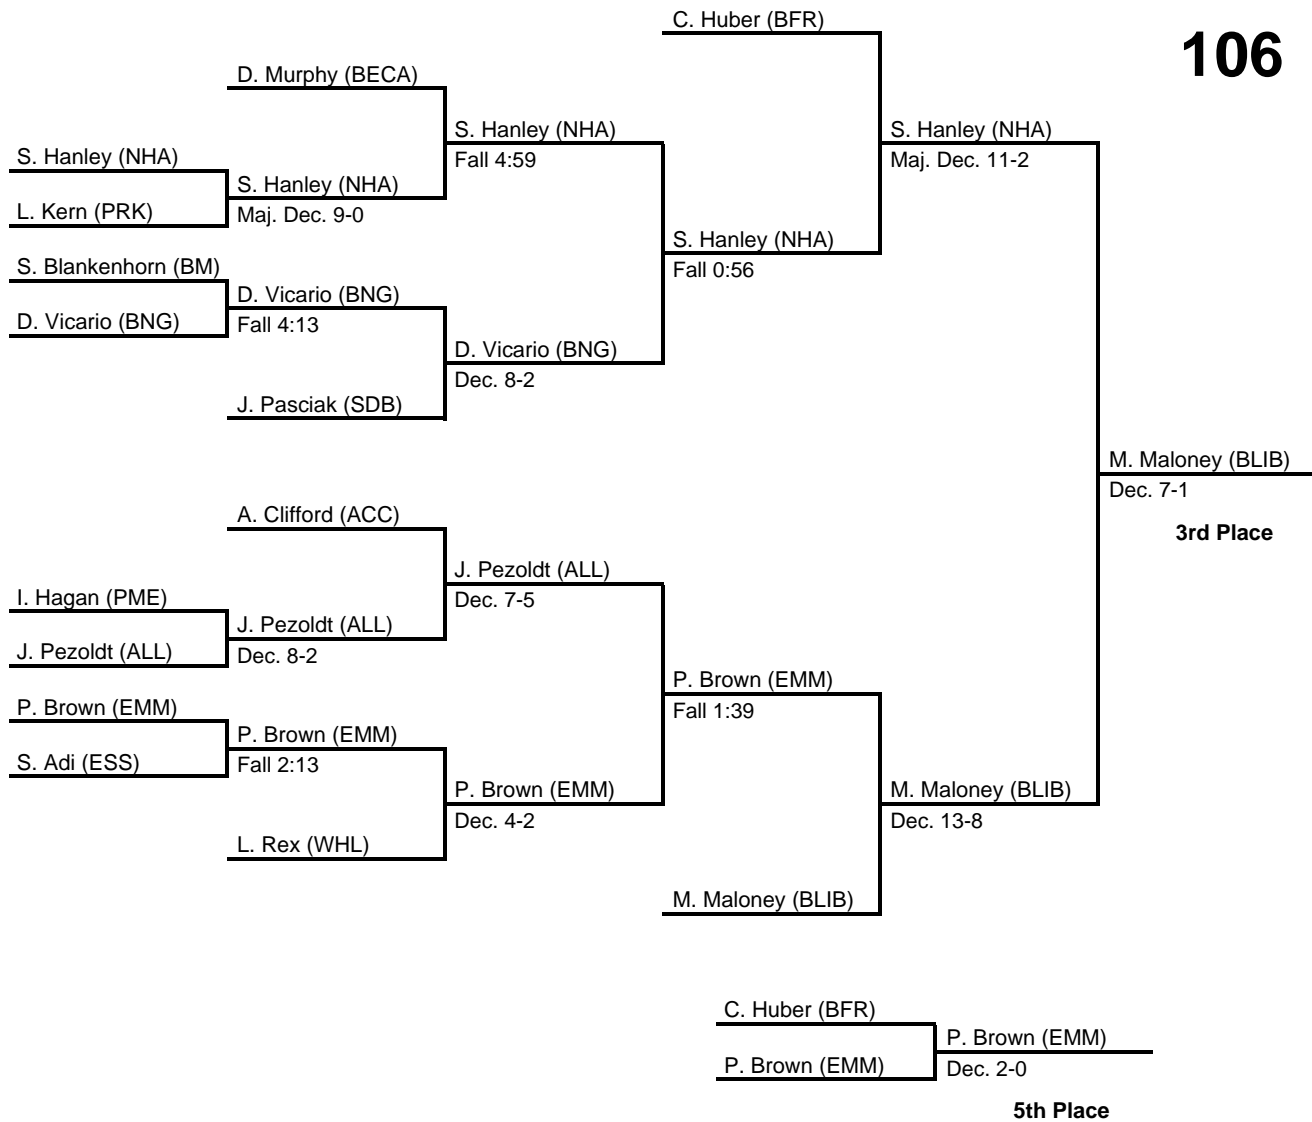 C. Huber (BFR)
106
D. Murphy (BECA)
S. Hanley (NHA)
S. Hanley (NHA)
Fall 4:59
Maj. Dec. 11-2
S. Hanley (NHA)
S. Hanley (NHA)
L. Kern (PRK)
Maj. Dec. 9-0
S. Hanley (NHA)
S. Blankenhorn (BM)
Fall 0:56
D. Vicario (BNG)
D. Vicario (BNG)
Fall 4:13
D. Vicario (BNG)
Dec. 8-2
J. Pasciak (SDB)
M. Maloney (BLIB)
Dec. 7-1
3rd Place
A. Clifford (ACC)
J. Pezoldt (ALL)
Dec. 7-5
I. Hagan (PME)
J. Pezoldt (ALL)
J. Pezoldt (ALL)
Dec. 8-2
P. Brown (EMM)
Fall 1:39
P. Brown (EMM)
P. Brown (EMM)
S. Adi (ESS)
Fall 2:13
P. Brown (EMM)
Dec. 4-2
M. Maloney (BLIB)
Dec. 13-8
L. Rex (WHL)
M. Maloney (BLIB)
C. Huber (BFR)
P. Brown (EMM)
P. Brown (EMM)
Dec. 2-0
5th Place